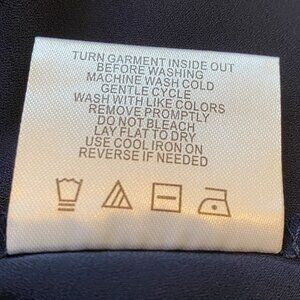 TURN GARMENT INSIDE OUT
BEFORE WASHING
MACHINE WASH COLD
GENTLE CYCLE
WASH WITH LIKE COLORS
REMOVE PROMPTLY
DO NOT BLEACH
LAY FLAT TO DRY
USE COOL IRON ON
REVERSE IF NEEDED